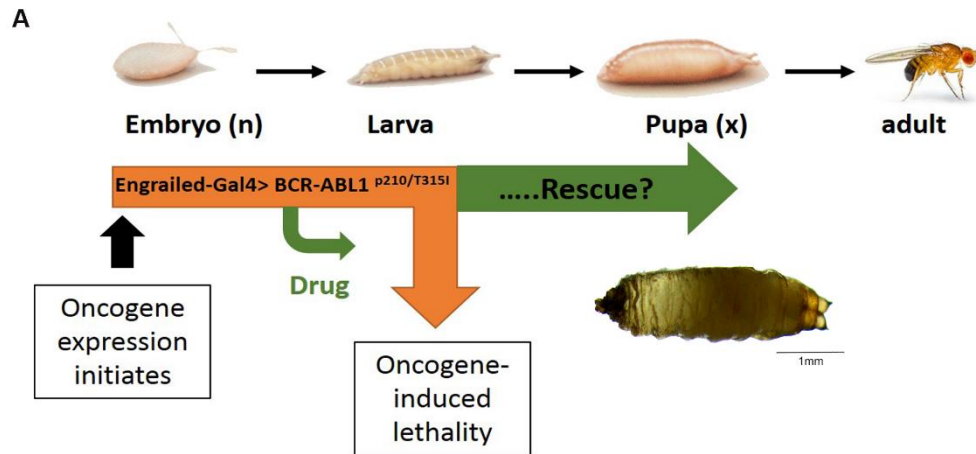 A
Embryo (n)
Larva
Pupa (x)
adult
Engrailed-Gal4> BCR-ABL1 p210/T315I
.....Rescue?
Drug
Oncogene
expression
initiates
Oncogene-
induced
lethality
1mm